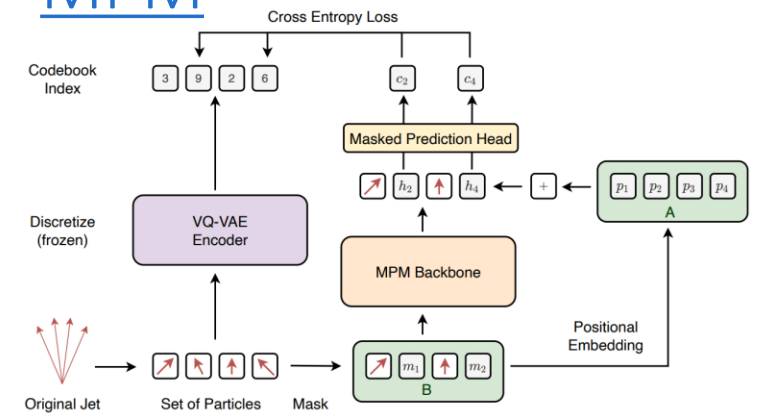 MPM
Cross Entropy Loss
Codebook
Index
3 9 2 6
c2 c4
Masked Prediction Head
h2 h4 +
p1 p2 p3 p4
A
Discretize
(frozen)
VQ-VAE
Encoder
MPM Backbone
Positional
Embedding
m1 m2
B
Original Jet
Set of Particles
Mask